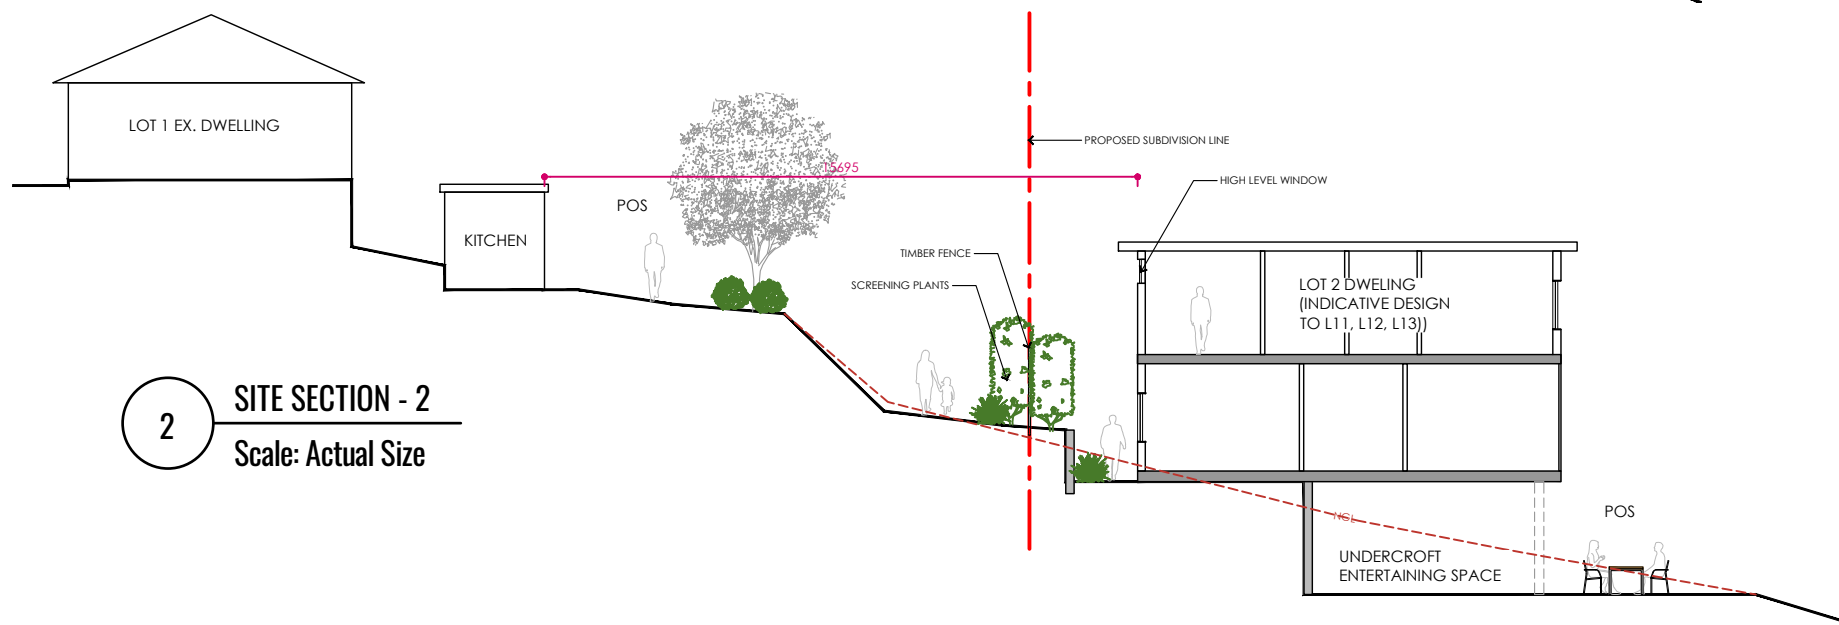 LOT 1 EX. DWELLING
PROPOSED SUBDIVISION LINE
15695
HIGH LEVEL WINDOW
POS
KITCHEN
TIMBER FENCE
SCREENING PLANTS
LOT 2 DWELING
(INDICATIVE DESIGN
TO L11, L12, L13))
2
SITE SECTION - 2
Scale: Actual Size
NGL
POS
UNDERCROFT
ENTERTAINING SPACE